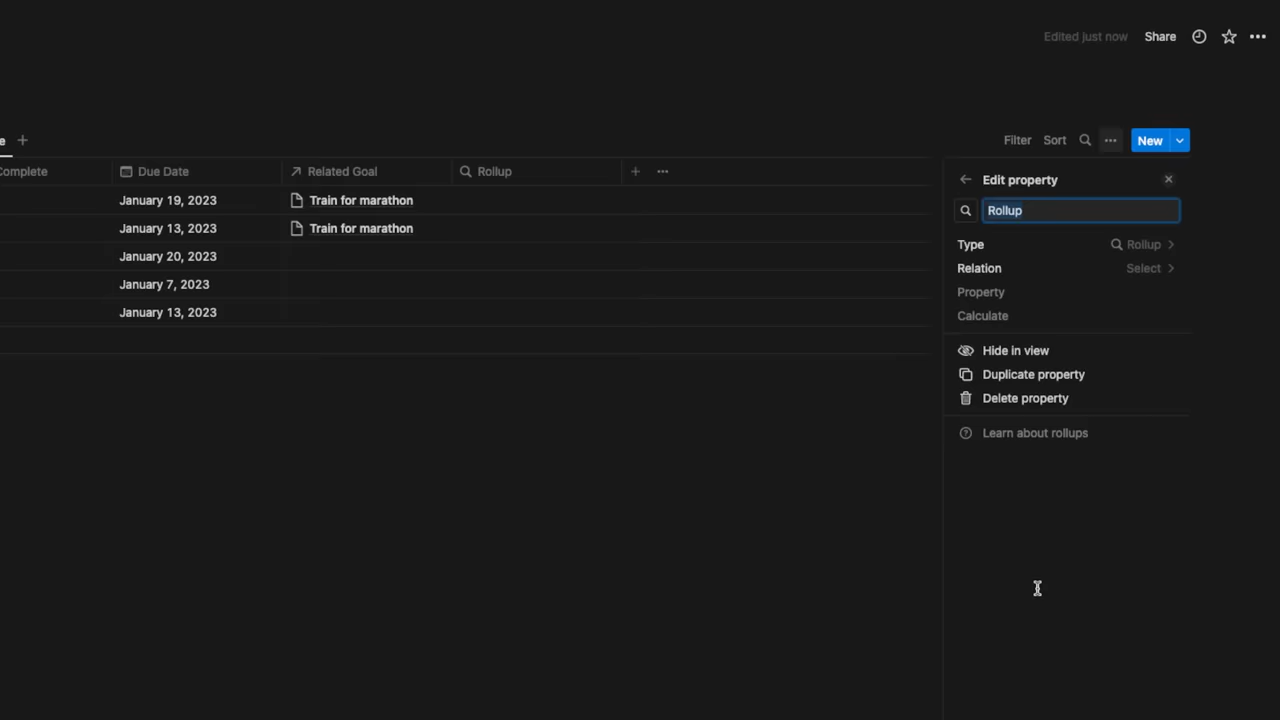 Edited just now Share
e
Filter Sort New
Complete Due Date Related Goal Rollup
January 19, 2023 Train for marathon
January 13, 2023 Train for marathon
January 20, 2023
January 7, 2023
January 13, 2023
Edit property
Rollup
Type Rollup
Relation Select
Property
Calculate
Hide in view
Duplicate property
Delete property
Learn about rollups